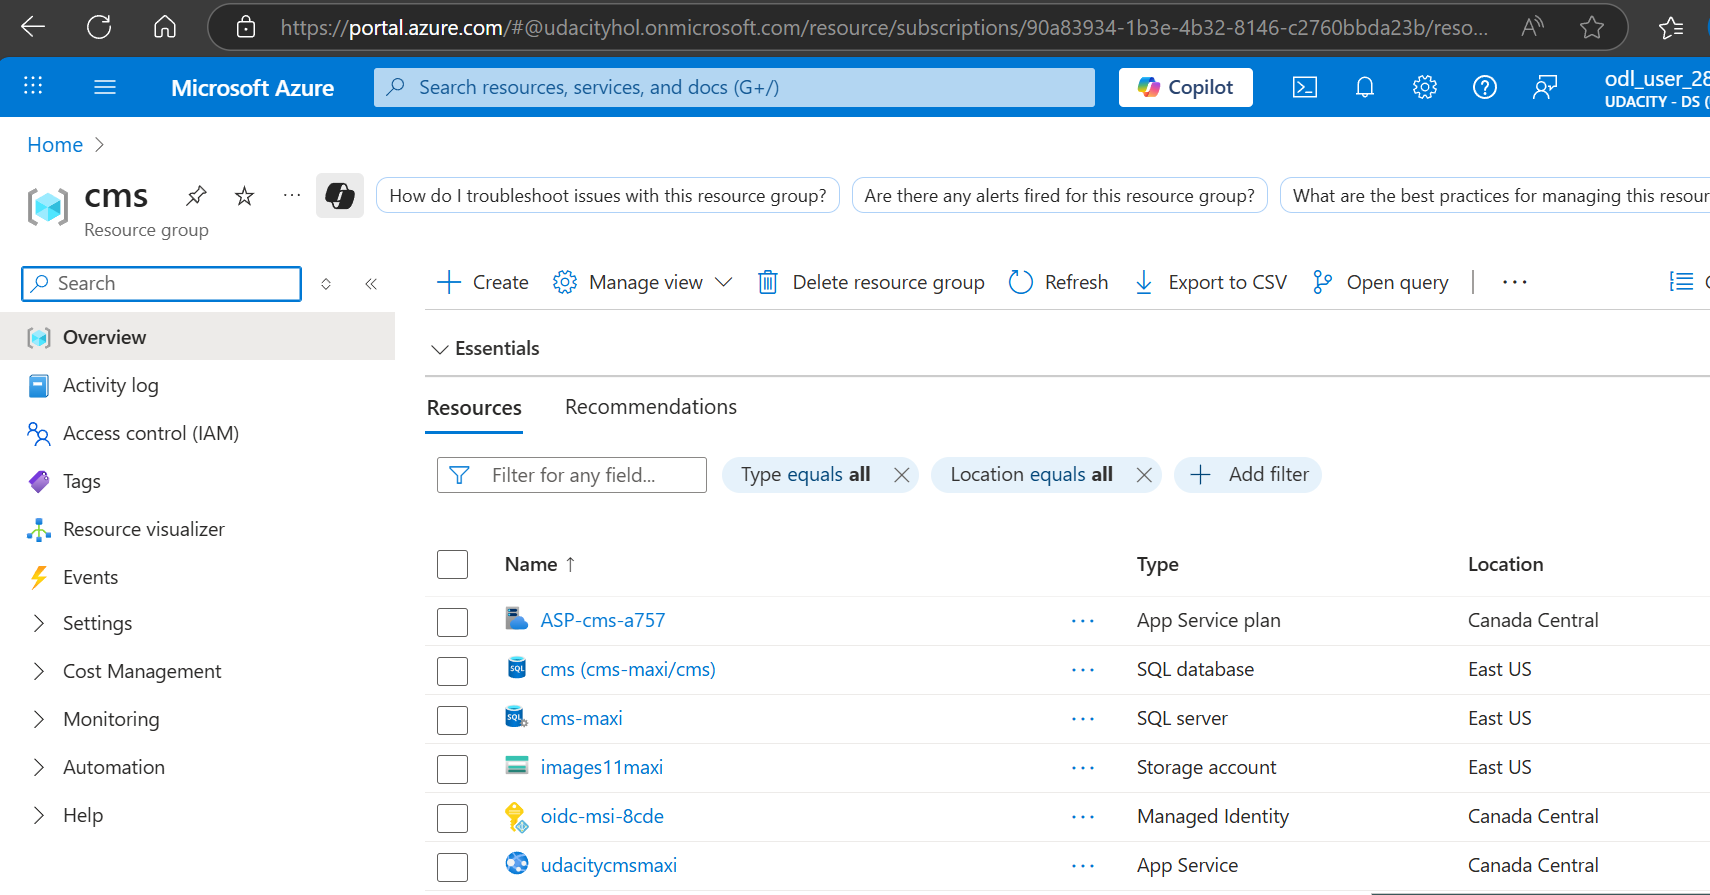 https://portal.azure.com/#@udacityhol.onmicrosoft.com/resource/subscriptions/90a83934-1b3e-4b32-8146-c2760bbda23b/reso...
Microsoft Azure
Search resources, services, and docs (G+/)
Copilot
odl_user_28
UDACITY - DS (
Home
cms
Resource group
How do I troubleshoot issues with this resource group?
Are there any alerts fired for this resource group?
What are the best practices for managing this resour
Search
Create
Manage view
Delete resource group
Refresh
Export to CSV
Open query
Overview
Activity log
Access control (IAM)
Tags
Resource visualizer
Events
Settings
Cost Management
Monitoring
Automation
Help
Essentials
Resources
Recommendations
Filter for any field...
Type equals all
Location equals all
Add filter
Name ↑ Type Location
ASP-cms-a757 ... App Service plan Canada Central
cms (cms-maxi/cms) ... SQL database East US
cms-maxi ... SQL server East US
images11maxi ... Storage account East US
oidc-msi-8cde ... Managed Identity Canada Central
udacitycmsmaxi ... App Service Canada Central